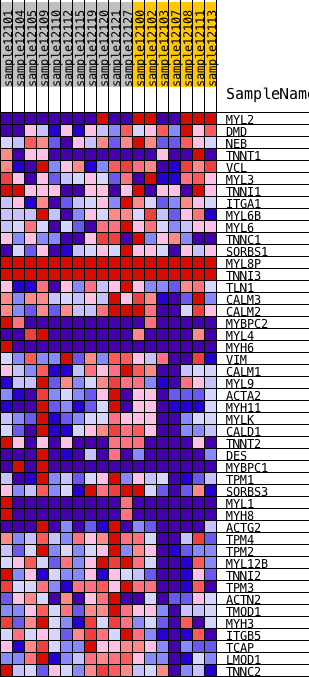 sample12101
sample12104
sample12105
sample12109
sample12112
sample12115
sample12119
sample12120
sample12121
sample12100
sample12102
sample12103
sample12107
sample12108
sample12111
sample12113
SampleName
MYL2
DMD
NEB
TNNT1
VCL
MYL3
TNNI1
ITGA1
MYL6B
MYL6
TNNC1
SORBS1
MYL8P
TNNI3
TLN1
CALM3
CALM2
MYBPC2
MYL4
MYH6
VIM
CALM1
MYL9
ACTA2
MYH11
MYLK
CALD1
TNNT2
DES
MYBPC1
TPM1
SORBS3
MYL1
MYH8
ACTG2
TPM4
TPM2
MYL12B
TNNI2
TPM3
ACTN2
TMOD1
MYH3
ITGB5
TCAP
LMOD1
TNNC2